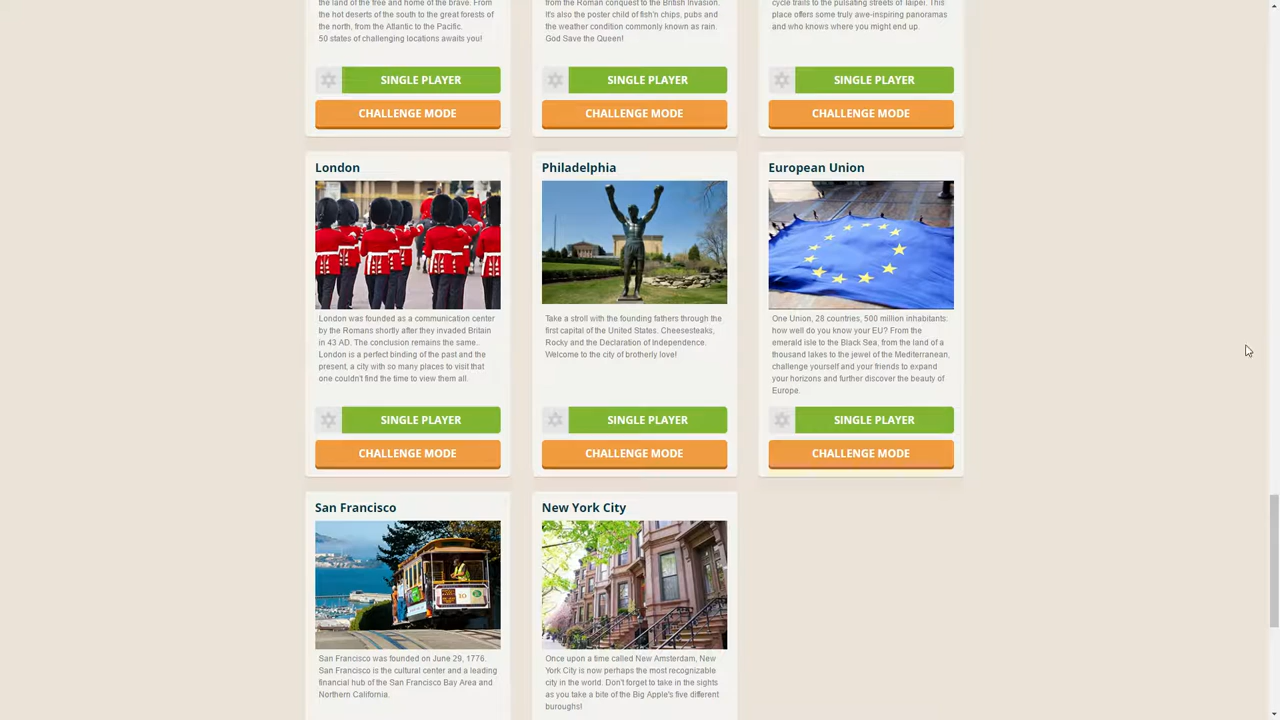 the land of the free and home of the brave. From
the hot deserts of the south to the great forests of
the north, from the Atlantic to the Pacific.
50 states of challenging locations awaits you!
from the Roman conquest to the British Invasion.
It's also the poster child of fish'n chips, pubs and
the weather condition commonly known as rain.
God Save the Queen!
cycle trails to the pulsating streets of Taipei. This
place offers some truly awe-inspiring panoramas
and who knows where you might end up.
SINGLE PLAYER
SINGLE PLAYER
SINGLE PLAYER
CHALLENGE MODE
CHALLENGE MODE
CHALLENGE MODE
London
London was founded as a communication center
by the Romans shortly after they invaded Britain
in 43 AD. The conclusion remains the same..
London is a perfect binding of the past and the
present, a city with so many places to visit that
one couldn't find the time to view them all.
Philadelphia
Take a stroll with the founding fathers through the
first capital of the United States. Cheesesteaks,
Rocky and the Declaration of Independence.
Welcome to the city of brotherly love!
European Union
One Union, 28 countries, 500 million inhabitants:
how well do you know your EU? From the
emerald isle to the Black Sea, from the land of a
thousand lakes to the jewel of the Mediterranean,
challenge yourself and your friends to expand
your horizons and further discover the beauty of
Europe.
SINGLE PLAYER
SINGLE PLAYER
SINGLE PLAYER
CHALLENGE MODE
CHALLENGE MODE
CHALLENGE MODE
San Francisco
San Francisco was founded on June 29, 1776.
San Francisco is the cultural center and a leading
financial hub of the San Francisco Bay Area and
Northern California.
New York City
Once upon a time called New Amsterdam, New
York City is now perhaps the most recognizable
city in the world. Don't forget to take in the sights
as you take a bite of the Big Apple's five different
buroughs!